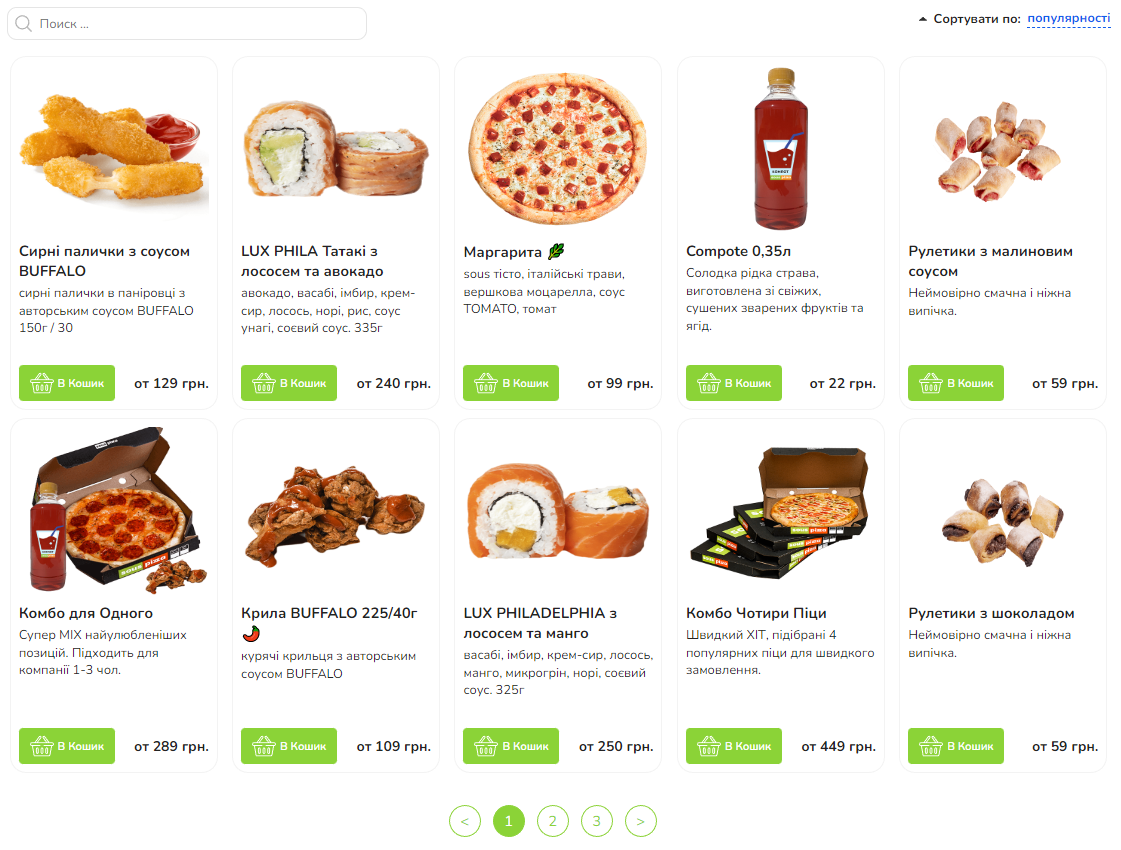 Поиск ...
Сортувати по: популярності
Сирні палички з соусом
BUFFALO
сирні палички в паніровці з
авторським соусом BUFFALO
150г / 30
В Кошик
от 129 грн.
LUX PHILA Татакі з
лососем та авокадо
авокадо, васабі, імбир, крем-
сир, лосось, норі, рис, соус
унагі, соєвий соус. 335г
В Кошик
от 240 грн.
Маргарита
sous тісто, італійські трави,
вершкова моцарелла, соус
ТОМАТО, томат
В Кошик
от 99 грн.
КОМПОТ
Compote 0,35л
Солодка рідка страва,
виготовлена зі свіжих,
сушених зварених фруктів та
ягід.
В Кошик
от 22 грн.
Рулетики з малиновим
соусом
Неймовірно смачна і ніжна
випічка.
В Кошик
от 59 грн.
sous pizza
Комбо для Одного
Супер MIX найулюбленіших
позицій. Підходить для
компанії 1-3 чол.
В Кошик
от 289 грн.
Крила BUFFALO 225/40г
курячі крильця з авторським
соусом BUFFALO
В Кошик
от 109 грн.
LUX PHILADELPHIA з
лососем та манго
васабі, імбир, крем-сир, лосось,
манго, микрогрін, норі, соєвий
соус. 325г
В Кошик
от 250 грн.
sous pizza
Комбо Чотири Піци
Швидкий ХІТ, підібрані 4
популярних піци для швидкого
замовлення.
В Кошик
от 449 грн.
Рулетики з шоколадом
Неймовірно смачна і ніжна
випічка.
В Кошик
от 59 грн.
< 1 2 3 >